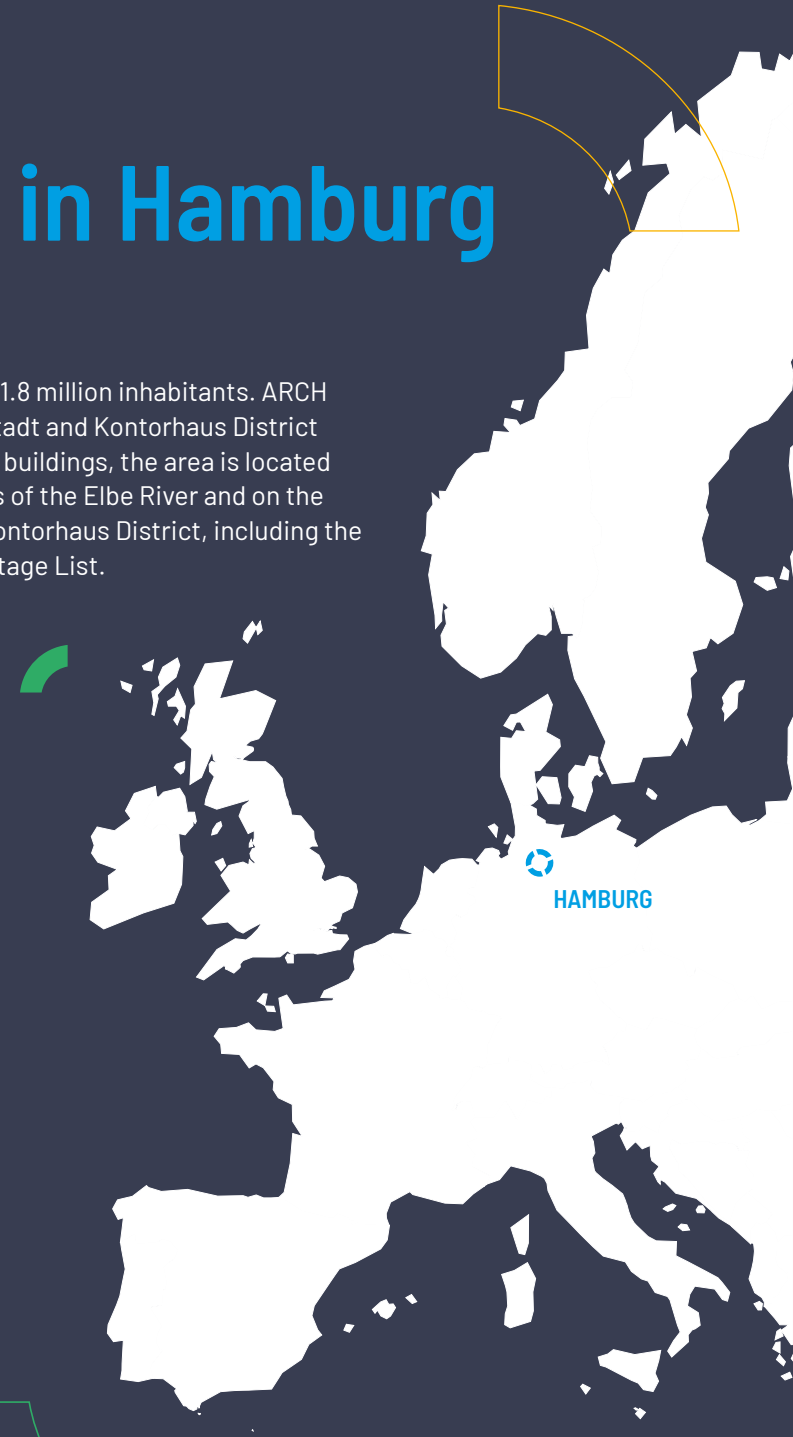 in Hamburg
1.8 million inhabitants. ARCH
tadt and Kontorhaus District
buildings, the area is located
s of the Elbe River and on the
ontorhaus District, including the
tage List.
HAMBURG